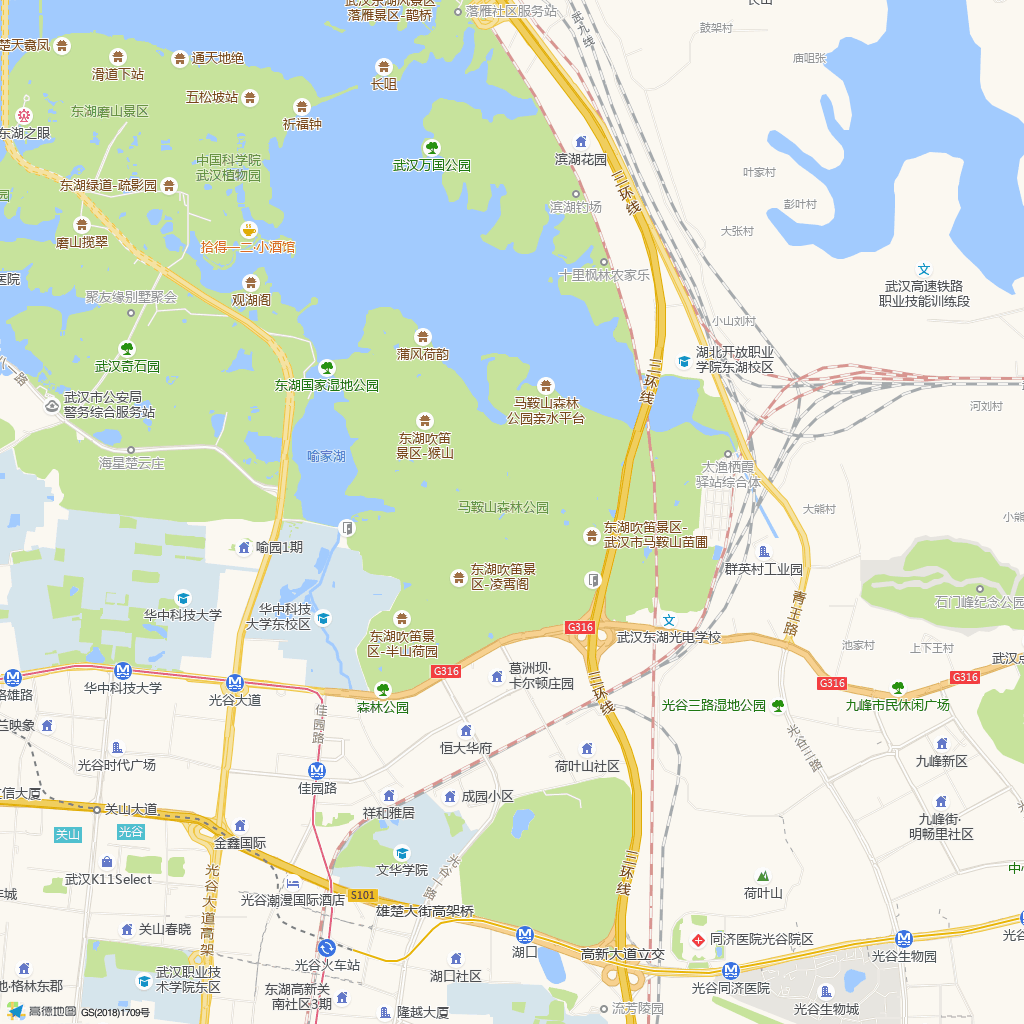 武汉东湖风景区
落雁景区-鹊桥
落雁社区服务站
武九线
长山
鼓架村
庙咀张
楚天翕凤
滑道下站
通天地绝
长咀
五松坡站
祈福钟
东湖磨山景区
东湖之眼
中国科学院
武汉植物园
武汉万国公园
滨湖花园
三环线
叶家村
东湖绿道-疏影园
园
滨湖钓场
彭叶村
大张村
磨山揽翠
拾得一二·小酒馆
十里枫林农家乐
武汉高速铁路
职业技能训练段
医院
聚友缘别墅聚会
观湖阁
小山刘村
武汉奇石园
蒲风荷韵
湖北开放职业
学院东湖校区
八一路
东湖国家湿地公园
三环线
武汉市公安局
警务综合服务站
马鞍山森林
公园亲水平台
河刘村
东湖吹笛
景区-猴山
海星楚云庄
喻家湖
太渔栖霞
驿站综合体
马鞍山森林公园
大熊村
小熊
东湖吹笛景区-
武汉市马鞍山苗圃
喻园1期
群英村工业园
东湖吹笛景
区-凌霄阁
华中科技大学
华中科技
大学东校区
石门峰纪念公园
青王路
东湖吹笛景
区-半山荷园
G316
武汉东湖光电学校
池家村
上下王村
武汉点
G316
葛洲坝·
卡尔顿庄园
三环线
G316
G316
珞雄路
华中科技大学
光谷大道
森林公园
光谷三路湿地公园
九峰市民休闲广场
兰映象
佳园路
恒大华府
光谷三路
九峰新区
光谷时代广场
荷叶山社区
佳园路
立信大厦
关山大道
祥和雅居
成园小区
九峰街·
明畅里社区
关山
光谷
金鑫国际
文华学院
光谷一路
三环线
武汉K11Select
光谷大道高架
光谷潮漫国际酒店
S101
雄楚大街高架桥
荷叶山
中心
华城
关山春晓
光谷火车站
湖口
高新大道立交
同济医院光谷院区
光谷生物园
光谷
池·格林东郡
武汉职业技
术学院东区
东湖高新关
南社区3期
湖口社区
光谷同济医院
光谷生物城
流芳陵园
隆越大厦
高德地图 GS(2018)1709号